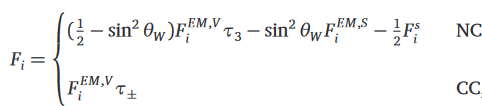 F_i = { (1/2 − sin² θ_W)F_i^{EM,V} τ_3 − sin² θ_W F_i^{EM,S} − 1/2 F_i^s NC
F_i^{EM,V} τ_± CC,